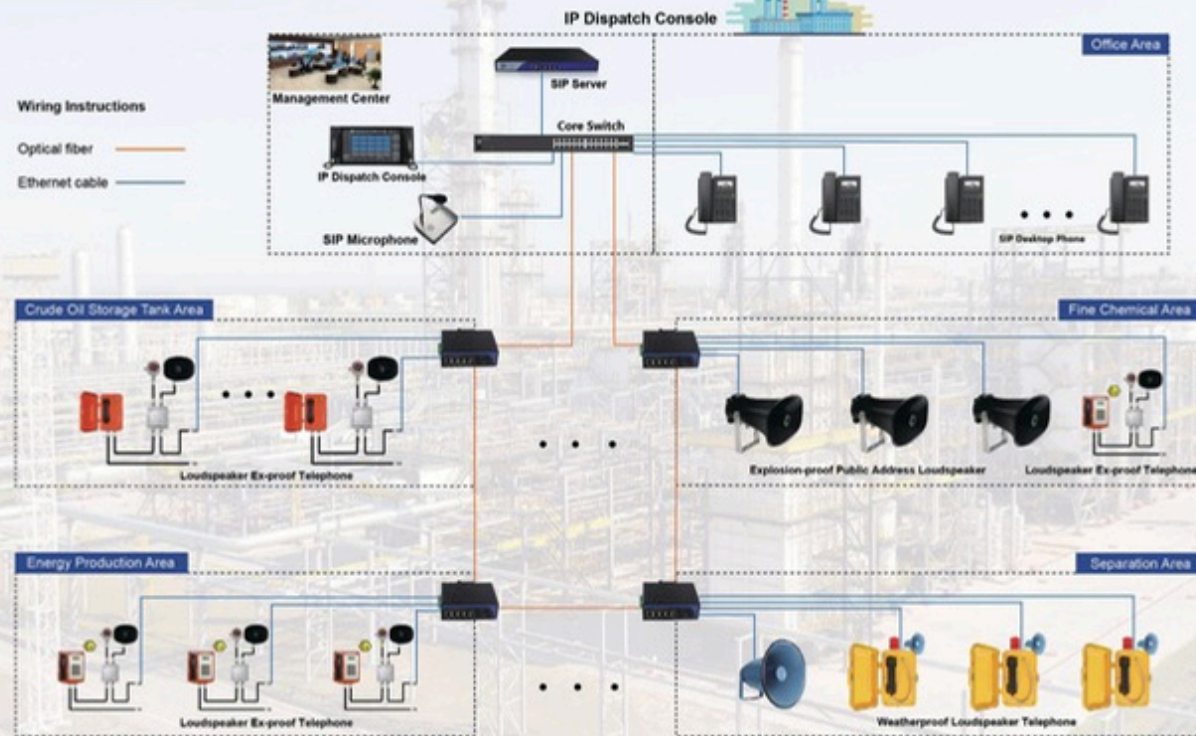 IP Dispatch Console
Office Area
SIP Server
Management Center
Wiring Instructions
Core Switch
Optical fiber
IP Dispatch Console
Ethernet cable
SIP Microphone
SIP Desktop Phone
Crude Oil Storage Tank Area
Fine Chemical Area
Loudspeaker Ex-proof Telephone
Explosion-proof Public Address Loudspeaker
Loudspeaker Ex-proof Telephone
Energy Production Area
Separation Area
Loudspeaker Ex-proof Telephone
Weatherproof Loudspeaker Telephone